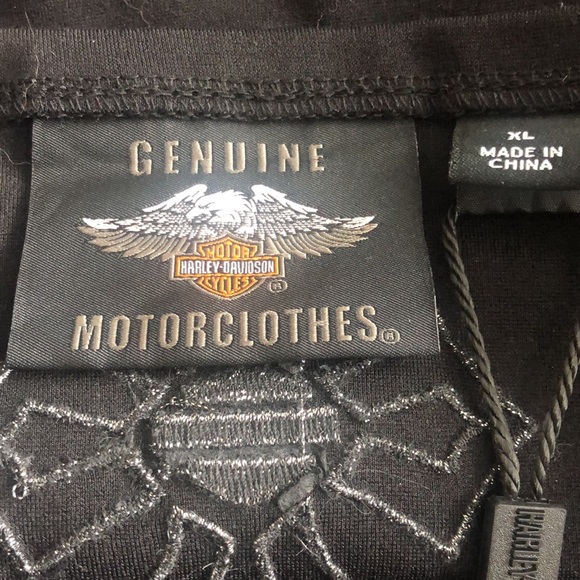 GENUINE
MOTOR
HARLEY-DAVIDSON
CYCLES
®
MOTORCLOTHES®
XL
MADE IN
CHINA